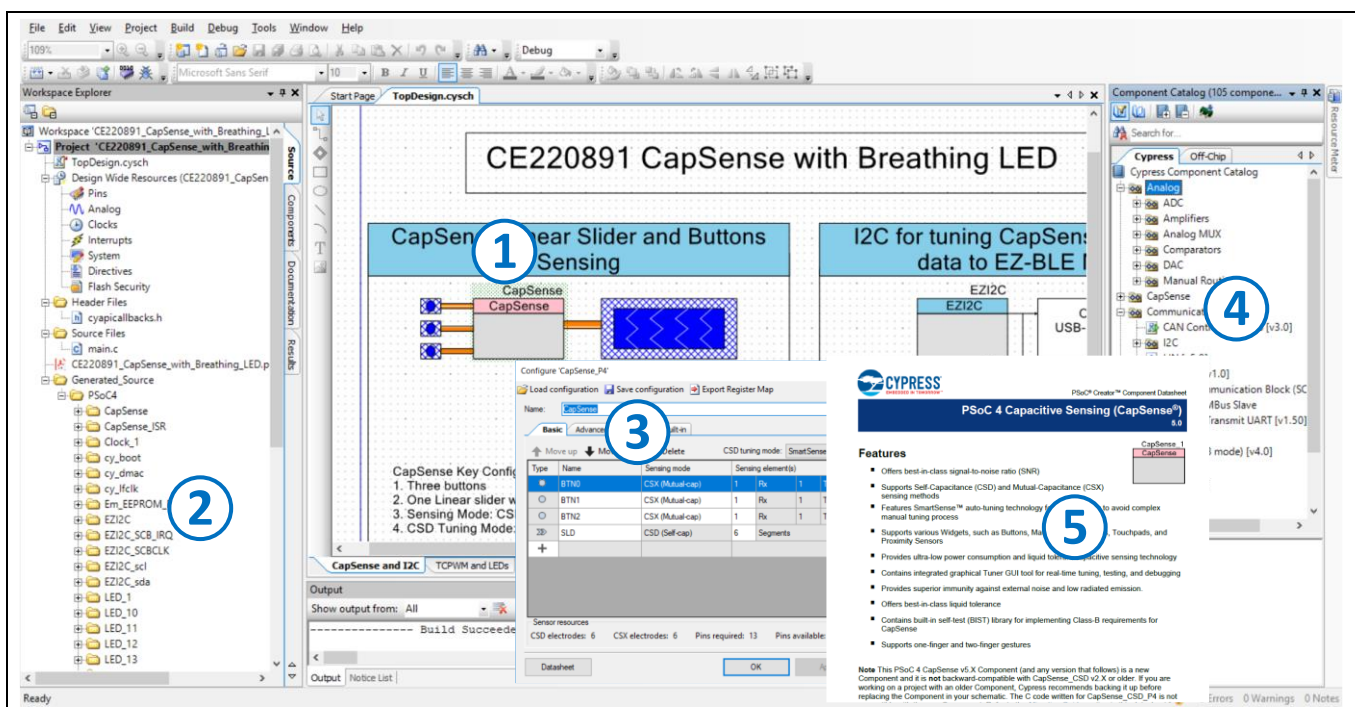 File Edit View Project Build Debug Tools Window Help
109%
Debug
Microsoft Sans Serif
10
B I U
Workspace Explorer
Workspace 'CE220891_CapSense_with_Breathing_L
Project 'CE220891_CapSense_with_Breathin
TopDesign.cysch
Design Wide Resources (CE220891_CapSen
Pins
Analog
Clocks
Interrupts
System
Directives
Flash Security
Header Files
cyapicallbacks.h
Source Files
main.c
CE220891_CapSense_with_Breathing_LED.p
Generated_Source
PSoC4
CapSense
CapSense_ISR
Clock_1
cy_boot
cy_dmac
cy_lfclk
Em_EEPROM_
EZI2C
EZI2C_SCB_IRQ
EZI2C_SCBCLK
EZI2C_scl
EZI2C_sda
LED_1
LED_10
LED_11
LED_12
LED_13
2
Source
Components
Documentation
Results
Start Page
TopDesign.cysch
CE220891 CapSense with Breathing LED
1
Sensing
CapSense
CapSense
I2C for tuning CapSen
data to EZ-BLE
EZI2C
EZI2C
USB-
CapSense Key Config
1. Three buttons
2. One Linear slider w
3. Sensing Mode: CS
4. CSD Tuning Mode:
CapSense and I2C
TCPWM and LEDs
Output
Show output from: All
--------------- Build Succeede
Output
Notice List
Ready
Errors 0 Warnings 0 Notes
Configure 'CapSense_P4'
Load configuration Save configuration Export Register Map
Name: CapSense
Basic
3
Move up
Delete
CSD tuning mode: SmartSense
Type Name Sensing mode Sensing element(s)
BTN0 CSX (Mutual-cap) 1 Rx 1 T
BTN1 CSX (Mutual-cap) 1 Rx 1 T
BTN2 CSX (Mutual-cap) 1 Rx 1 T
SLD CSD (Self-cap) 6 Segments
Sensor resources
CSD electrodes: 6 CSX electrodes: 6 Pins required: 13 Pins available:
Datasheet
OK
Component Catalog (105 compone...
Search for...
Cypress
Off-Chip
Cypress Component Catalog
Analog
ADC
Amplifiers
Analog MUX
Comparators
DAC
CapSense
4
[v3.0]
I2C
v1.0]
munication Block (SC
MBus Slave
Transmit UART [v1.50]
mode) [v4.0]
Resource Meter
CYPRESS
EMBEDDED IN TOMORROW
PSoC® Creator™ Component Datasheet
PSoC 4 Capacitive Sensing (CapSense®)
5.0
CapSense_1
CapSense
Features
Offers best-in-class signal-to-noise ratio (SNR)
Supports Self-Capacitance (CSD) and Mutual-Capacitance (CSX)
sensing methods
Features SmartSense™ auto-tuning technology to avoid complex
manual tuning process
Supports various Widgets, such as Buttons, Touchpads, and
Proximity Sensors
5
Provides ultra-low power consumption and liquid sensing technology
Contains integrated graphical Tuner GUI tool for real-time tuning, testing, and debugging
Provides superior immunity against external noise and low radiated emission.
Offers best-in-class liquid tolerance
Contains built-in self-test (BIST) library for implementing Class-B requirements for
CapSense
Supports one-finger and two-finger gestures
Note This PSoC 4 CapSense v5.X Component (and any version that follows) is a new
Component and it is not backward-compatible with CapSense_CSD v2.X or older. If you are
working on a project with an older Component, Cypress recommends backing it up before
replacing the Component in your schematic. The C code written for CapSense_CSD_P4 is not